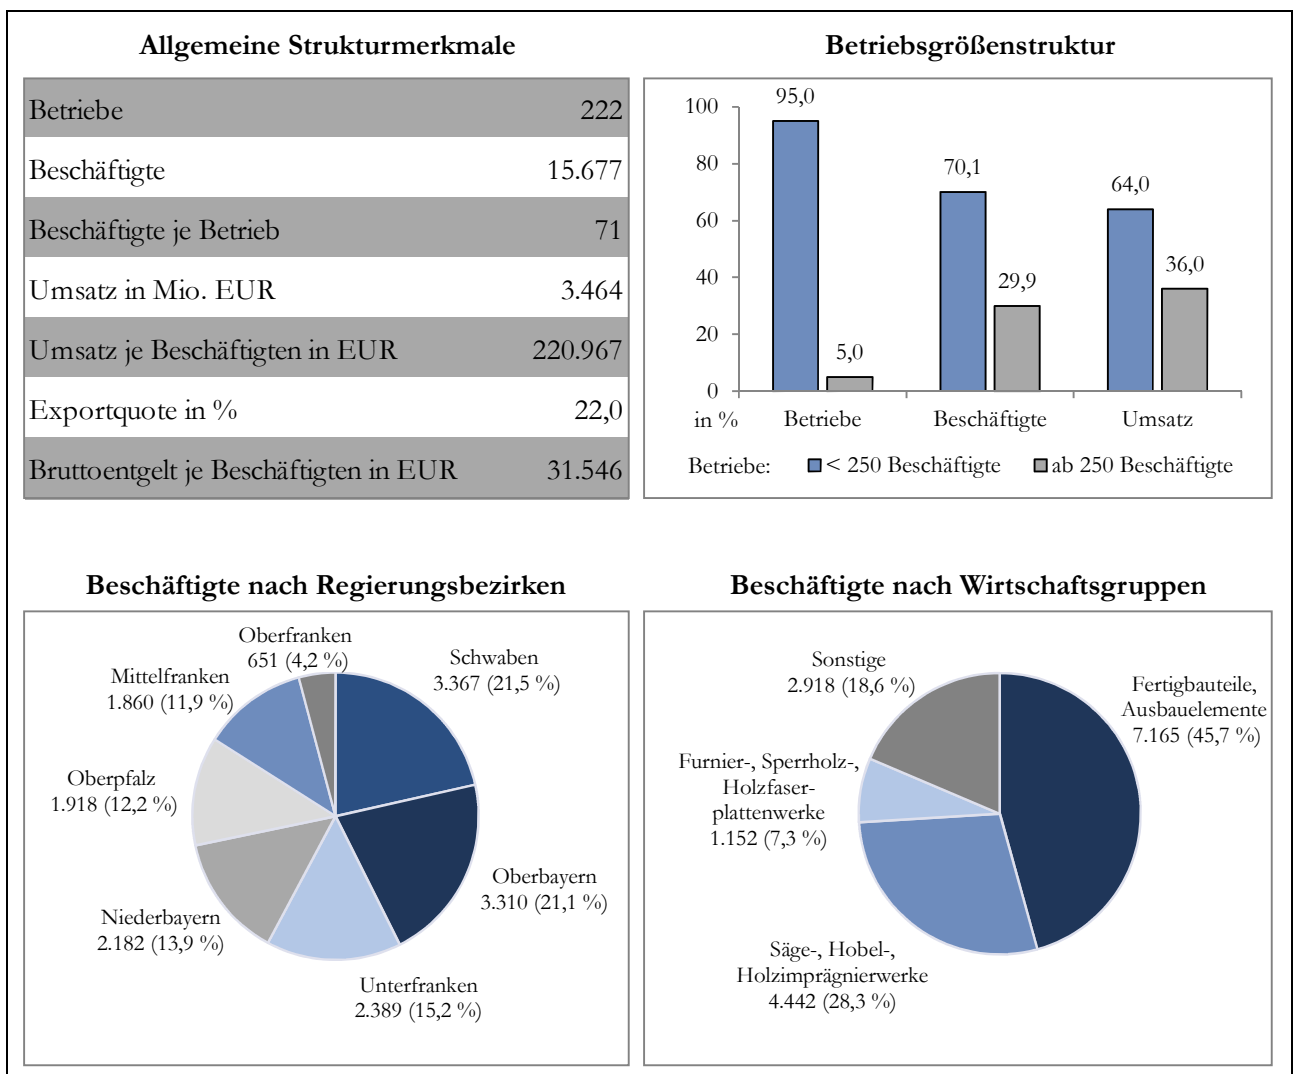 Allgemeine Strukturmerkmale
Betriebe 222
Beschäftigte 15.677
Beschäftigte je Betrieb 71
Umsatz in Mio. EUR 3.464
Umsatz je Beschäftigten in EUR 220.967
Exportquote in % 22,0
Bruttoentgelt je Beschäftigten in EUR 31.546
Betriebsgrößenstruktur
100
80
60
40
20
0
in %
95,0
5,0
70,1
29,9
64,0
36,0
Betriebe Beschäftigte Umsatz
Betriebe: < 250 Beschäftigte ab 250 Beschäftigte
Beschäftigte nach Regierungsbezirken
Oberfranken
651 (4,2 %)
Schwaben
3.367 (21,5 %)
Mittelfranken
1.860 (11,9 %)
Oberpfalz
1.918 (12,2 %)
Oberbayern
3.310 (21,1 %)
Niederbayern
2.182 (13,9 %)
Unterfranken
2.389 (15,2 %)
Beschäftigte nach Wirtschaftsgruppen
Sonstige
2.918 (18,6 %)
Fertigbauteile,
Ausbauelemente
7.165 (45,7 %)
Furnier-, Sperrholz-,
Holzfaser-
plattenwerke
1.152 (7,3 %)
Säge-, Hobel-,
Holzimprägnierwerke
4.442 (28,3 %)